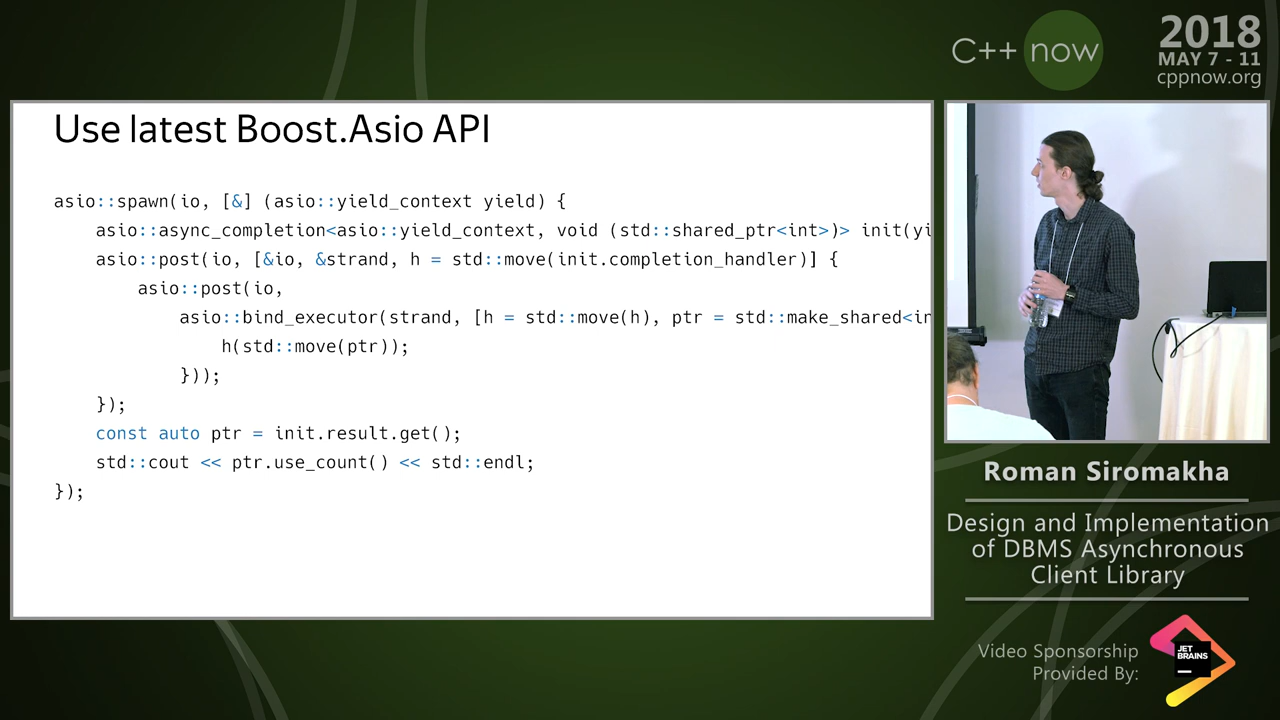 C++ now
2018
MAY 7 - 11
cppnow.org
Use latest Boost.Asio API
asio::spawn(io, [&] (asio::yield_context yield) {
asio::async_completion<asio::yield_context, void (std::shared_ptr<int>)> init(yi
asio::post(io, [&io, &strand, h = std::move(init.completion_handler)] {
asio::post(io,
asio::bind_executor(strand, [h = std::move(h), ptr = std::make_shared<in
h(std::move(ptr));
}));
});
const auto ptr = init.result.get();
std::cout << ptr.use_count() << std::endl;
});
Roman Siromakha
Design and Implementation
of DBMS Asynchronous
Client Library
Video Sponsorship
Provided By:
JET
BRAINS